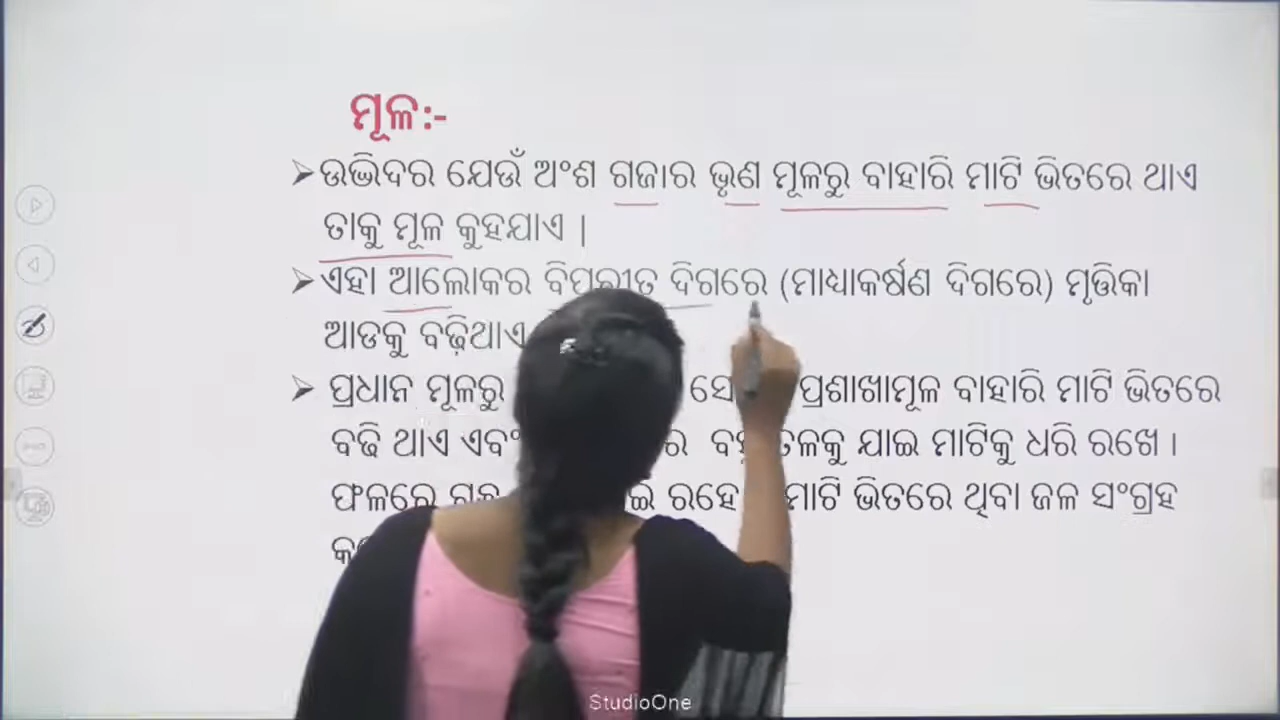 ମୂଳ:-
➢ଉଦ୍ଭିଦର ଯେଉଁ ଅଂଶ ଗଜାର ଭୃଣ ମୂଳରୁ ବାହାରି ମାଟି ଭିତରେ ଥାଏ
ତାକୁ ମୂଳ କୁହଯାଏ |
➢ଏହା ଆଲୋକର ବିପରୀତ ଦିଗରେ (ମାଧ୍ୟାକର୍ଷଣ ଦିଗରେ) ମୃତ୍ତିକା
ଆଡକୁ ବଢ଼ିଥାଏ
➢ ପ୍ରଧାନ ମୂଳରୁ ପ୍ରଶାଖାମୂଳ ବାହାରି ମାଟି ଭିତରେ
ବଢି ଥାଏ ଏବଂ ଯାଇ ମାଟିକୁ ଧରି ରଖେ ।
ଫଳରେ ରହେ ମାଟି ଭିତରେ ଥିବା ଜଳ ସଂଗ୍ରହ
StudioOne